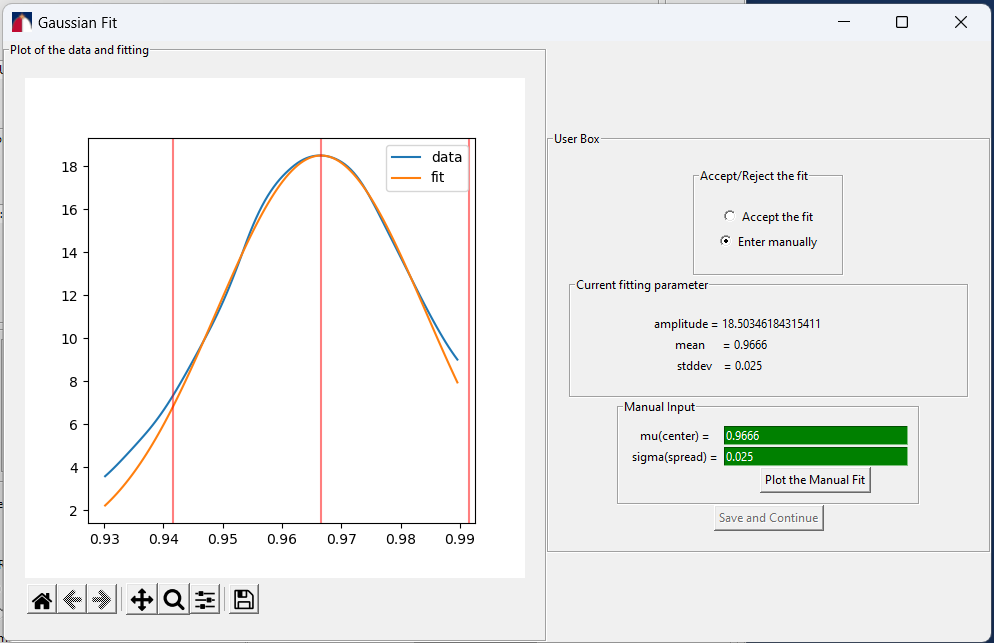 Gaussian Fit
Plot of the data and fitting
18
16
14
12
10
8
6
4
2
0.93 0.94 0.95 0.96 0.97 0.98 0.99
data
fit
User Box
Accept/Reject the fit
Accept the fit
Enter manually
Current fitting parameter
amplitude = 18.50346184315411
mean = 0.9666
stddev = 0.025
Manual Input
mu(center) = 0.9666
sigma(spread) = 0.025
Plot the Manual Fit
Save and Continue